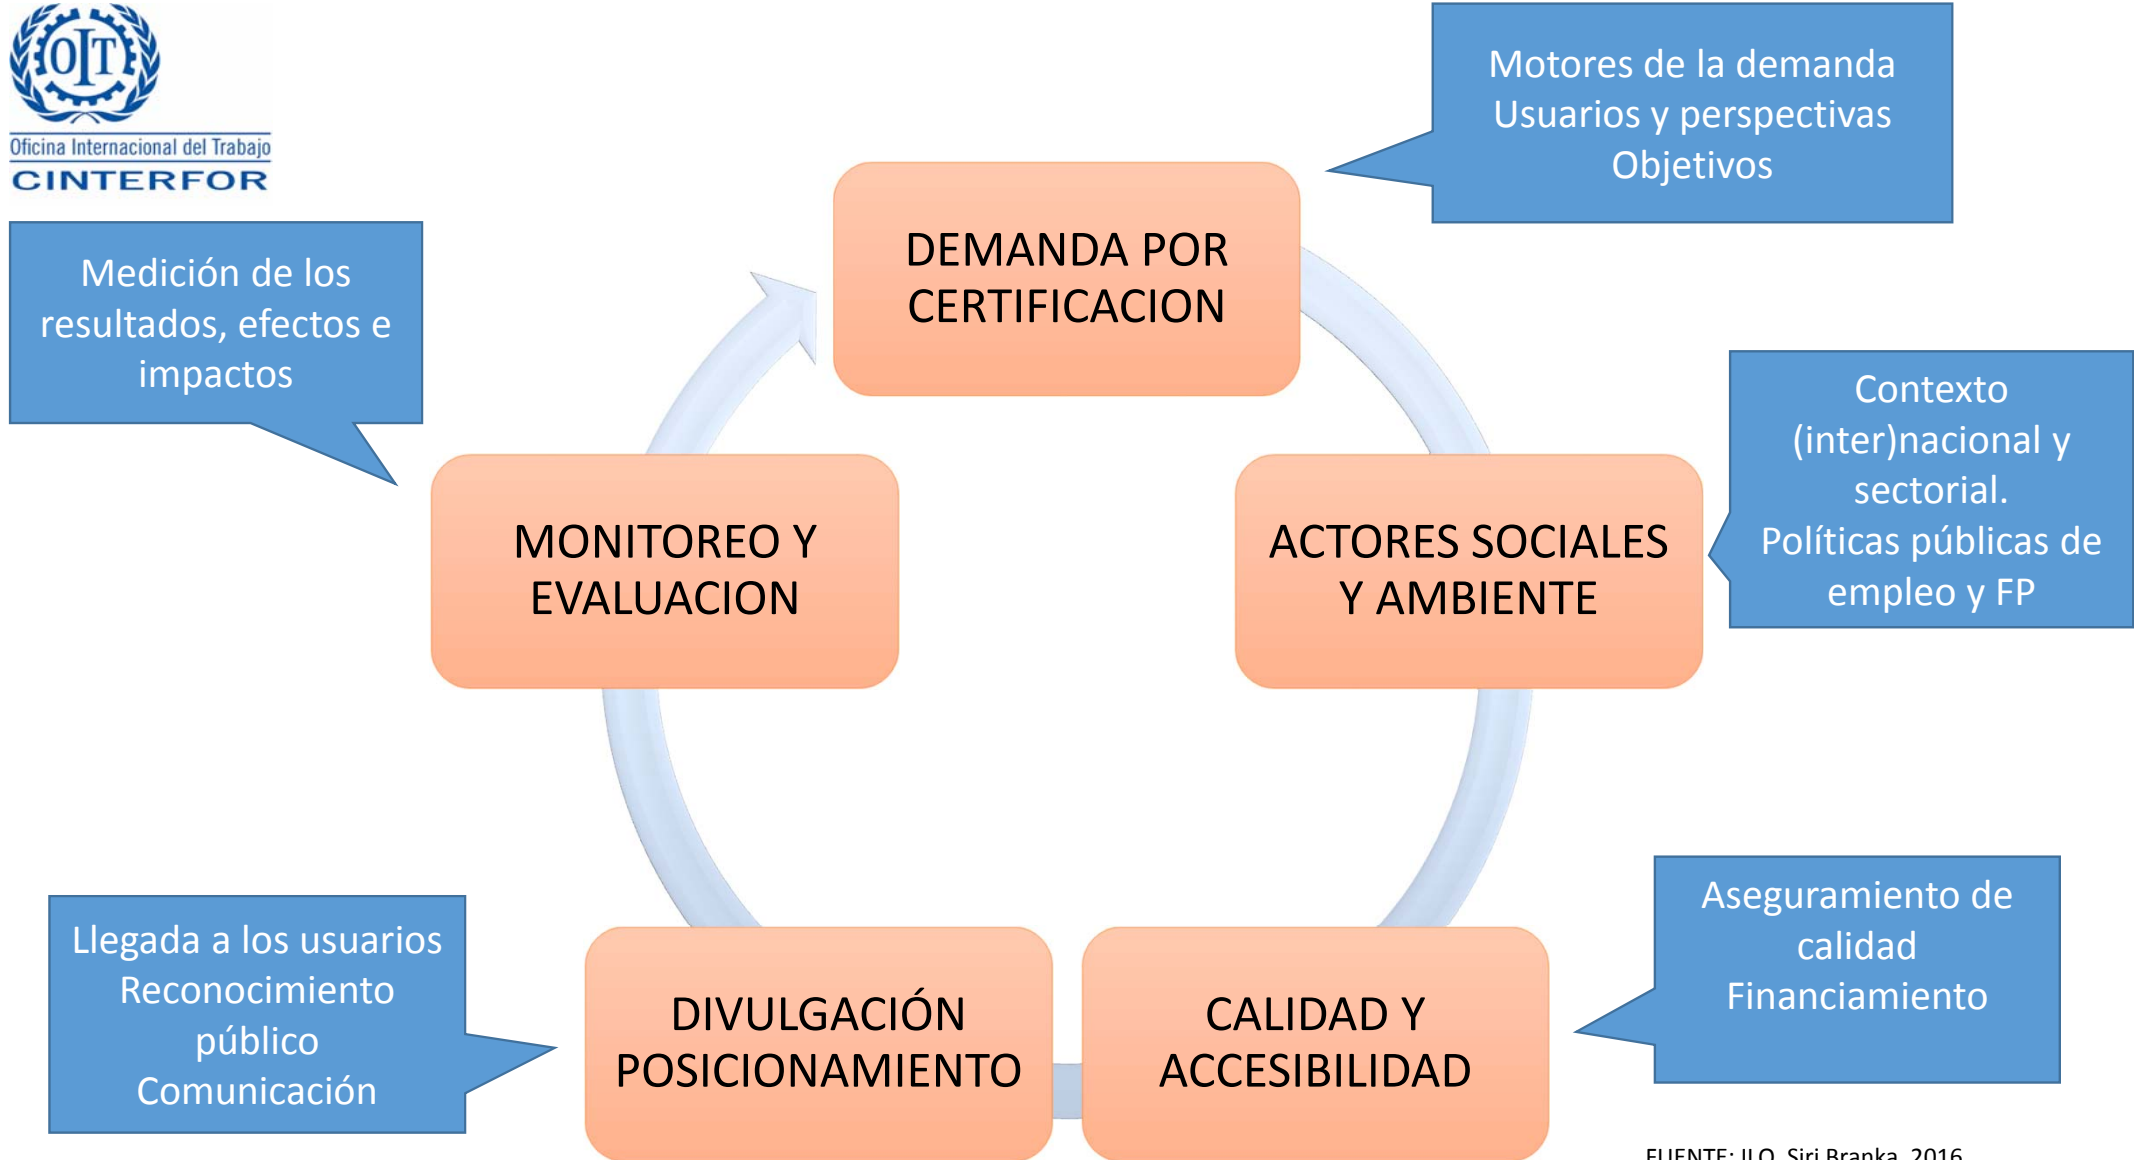 OIT
Oficina Internacional del Trabajo
CINTERFOR
Motores de la demanda
Usuarios y perspectivas
Objetivos
DEMANDA POR
CERTIFICACION
Medición de los
resultados, efectos e
impactos
Contexto
(inter)nacional y
sectorial.
Políticas públicas de
empleo y FP
MONITOREO Y
EVALUACION
ACTORES SOCIALES
Y AMBIENTE
Aseguramiento de
calidad
Financiamiento
Llegada a los usuarios
Reconocimiento
público
Comunicación
DIVULGACIÓN
POSICIONAMIENTO
CALIDAD Y
ACCESIBILIDAD
FUENTE: ILO. Siri Branka. 2016